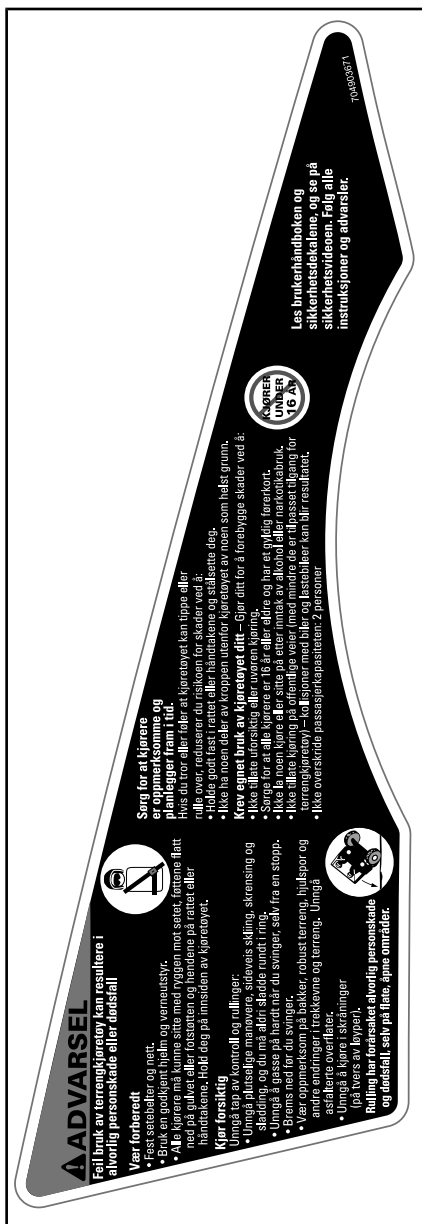 ADVARSEL
Feil bruk av terrengkjøretøy kan resultere i
alvorlig personskade eller dødsfall
Vær forberedt
• Fest setebelter og nett.
• Bruk en godkjent hjelm og verneutstyr.
• Alle kjørere må kunne sitte med ryggen mot setet, føttene flatt
ned på gulvet eller fotstøtten og hendene på rattet eller
håndtakene. Hold deg på innsiden av kjøretøyet.
Kjør forsiktig
Unngå tap av kontroll og rullinger:
• Unngå plutselige manøvere, sideveis skliing, skrensing og
sladding, og du må aldri sladde rundt i ring.
• Unngå å gasse på hardt når du svinger, selv fra en stopp.
• Brems ned før du svinger.
• Vær oppmerksom på bakker, robust terreng, hjulspor og
andre endringer i trekkevne og terreng. Unngå
asfalterte overflater.
• Unngå å kjøre i skråninger
(på tvers av løyper).
Rulling har forårsaket alvorlig personskade
og dødsfall, selv på flate, åpne områder.
Sørg for at kjørere
er oppmerksomme og
planlegger fram i tid.
Hvis du tror eller føler at kjøretøyet kan tippe eller
rulle over, reduserer du risikoen for skader ved å:
• Holde godt fast i rattet eller håndtakene og stålsette deg.
• Ikke ha noen deler av kroppen utenfor kjøretøyet av noen som helst grunn.
Krev egnet bruk av kjøretøyet ditt – Gjør ditt for å forebygge skader ved å:
• Ikke tillate uforsiktig eller uvøren kjøring.
• Sørge for at alle kjørere er 16 år eller eldre og har et gyldig førerkort.
• Ikke la noen kjøre eller sitte på etter inntak av alkohol eller narkotikabruk.
• Ikke tillate kjøring på offentlige veier (med mindre de er tilpasset tilgang for
terrengkjøretøy) – kollisjoner med biler og lastebileer kan blir resultatet.
• Ikke overskride passasjerkapasiteten: 2 personer
KJØRER
UNDER
16 ÅR
Les brukerhåndboken og
sikkerhetsdekalene, og se på
sikkerhetsvideoen. Følg alle
instruksjoner og advarsler.
704903671